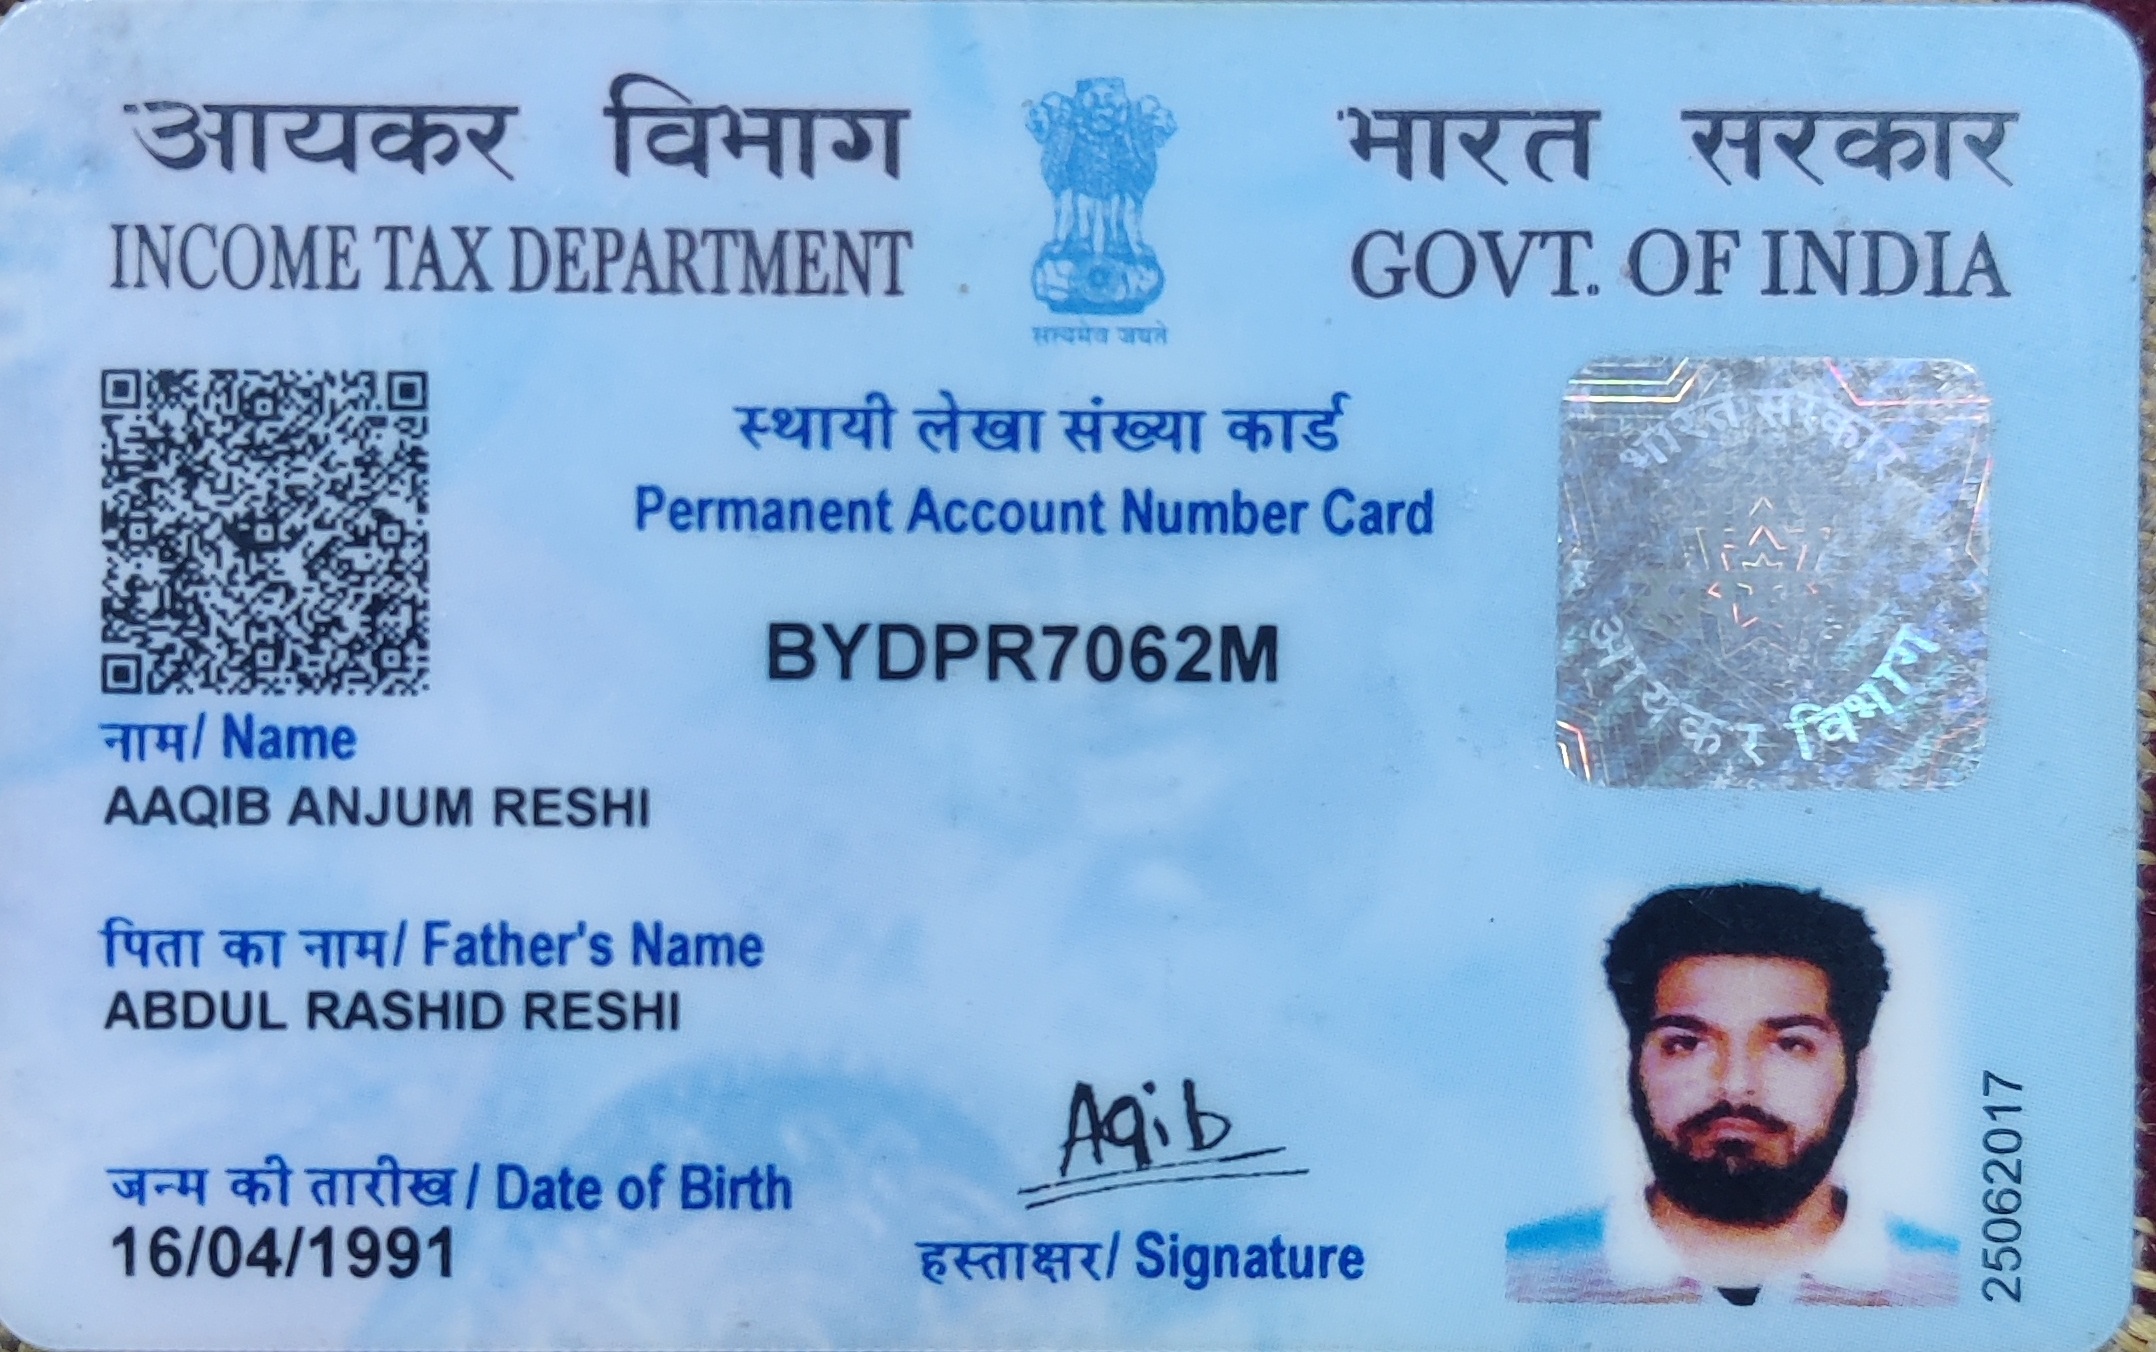 आयकर विभाग
INCOME TAX DEPARTMENT
सत्यमेव जयते
भारत सरकार
GOVT. OF INDIA
स्थायी लेखा संख्या कार्ड
Permanent Account Number Card
BYDPR7062M
भारत सरकार
आयकर विभाग
नाम/ Name
AAQIB ANJUM RESHI
पिता का नाम/ Father's Name
ABDUL RASHID RESHI
जन्म की तारीख/ Date of Birth
16/04/1991
Aqib
हस्ताक्षर/ Signature
25062017